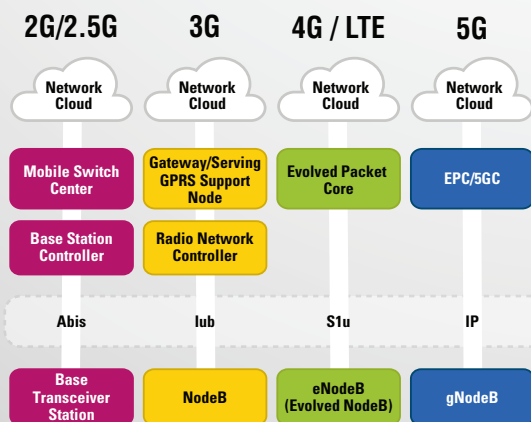 2G/2.5G
3G
4G / LTE
5G
Network
Cloud
Network
Cloud
Network
Cloud
Network
Cloud
Mobile Switch
Center
Gateway/Serving
GPRS Support
Node
Evolved Packet
Core
EPC/5GC
Base Station
Controller
Radio Network
Controller
Abis
Iub
S1u
IP
Base
Transceiver
Station
NodeB
eNodeB
(Evolved NodeB)
gNodeB